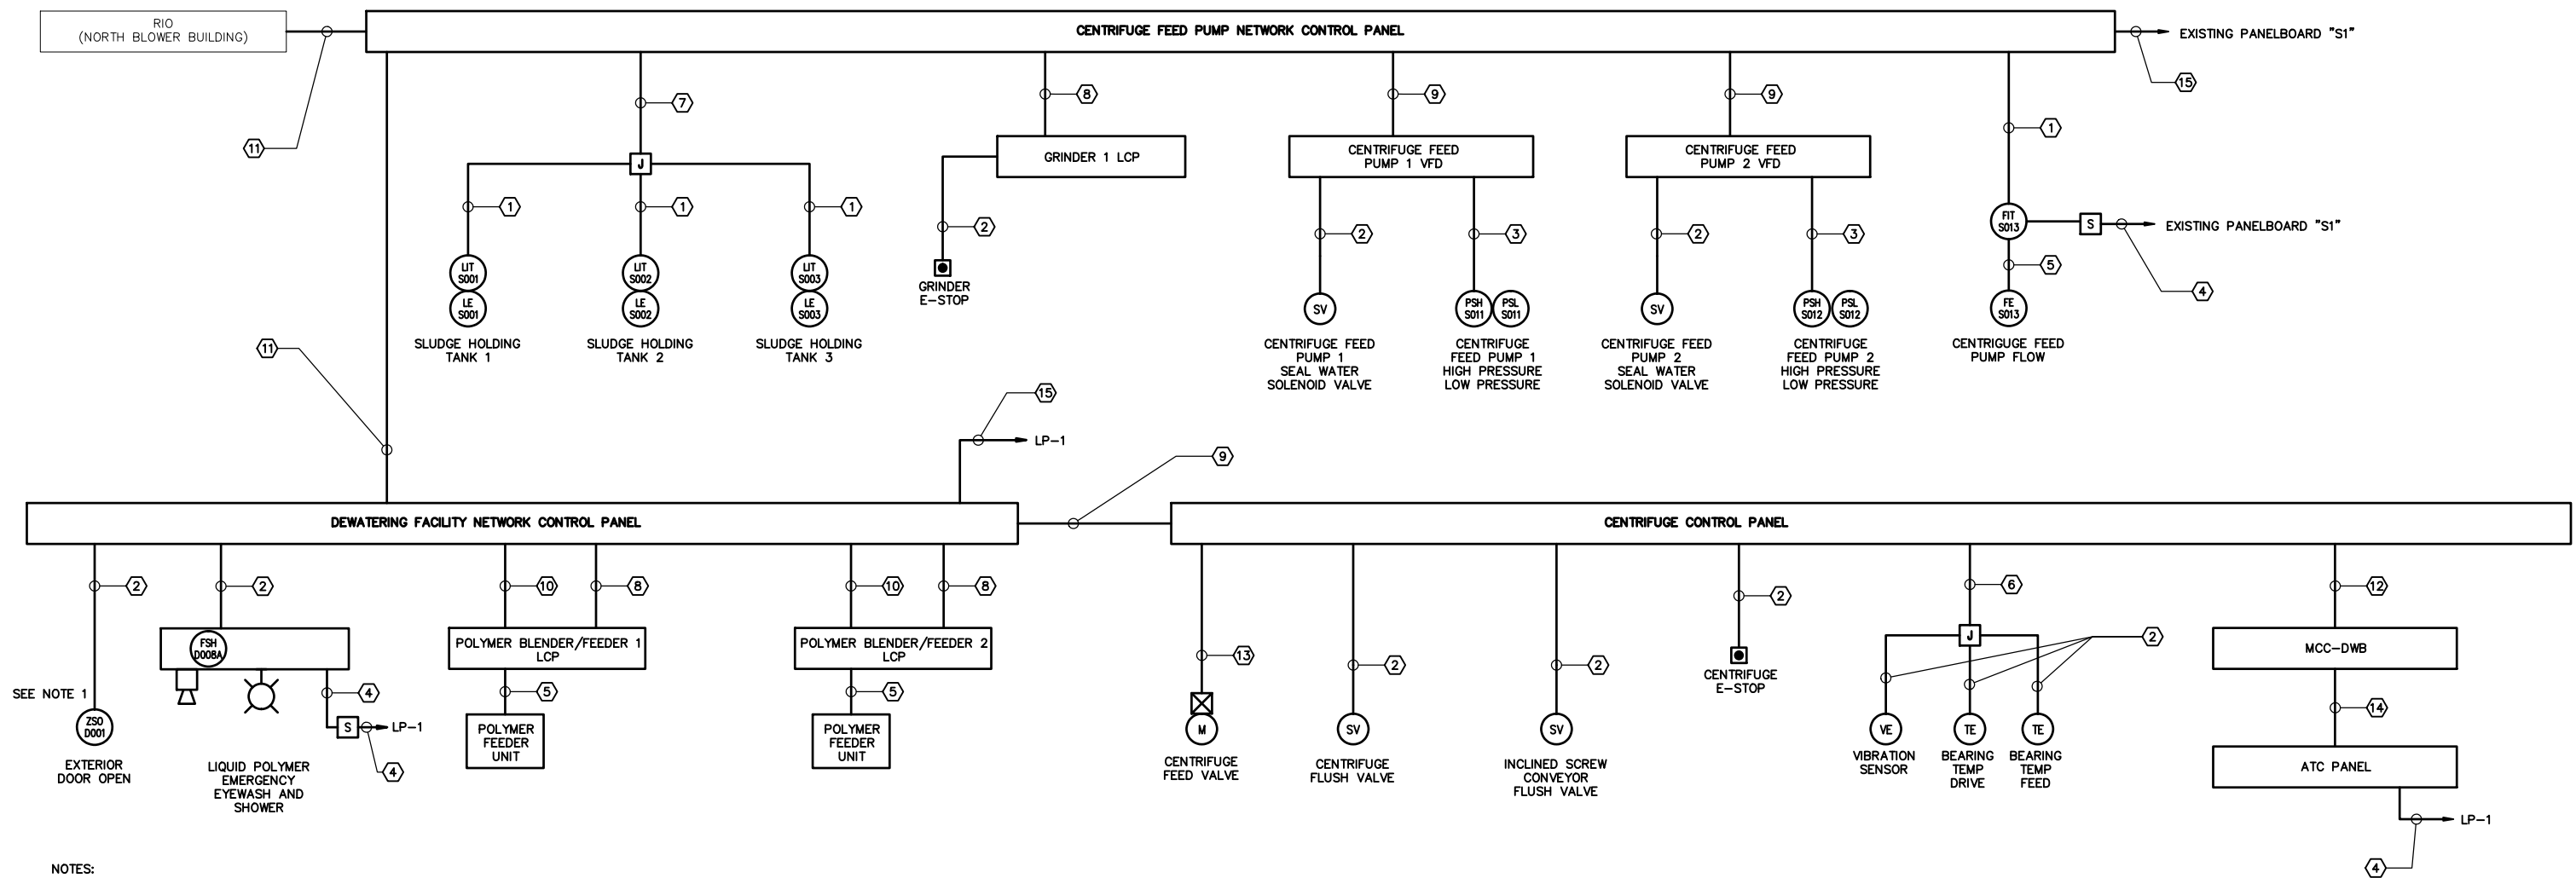 RIO
(NORTH BLOWER BUILDING)
CENTRIFUGE FEED PUMP NETWORK CONTROL PANEL
EXISTING PANELBOARD "S1"
15
11
7
8
9
9
1
J
GRINDER 1 LCP
CENTRIFUGE FEED
PUMP 1 VFD
CENTRIFUGE FEED
PUMP 2 VFD
1
1
1
2
2
3
2
3
FIT
S013
S
EXISTING PANELBOARD "S1"
5
4
LIT
S001
LE
S001
LIT
S002
LE
S002
LIT
S003
LE
S003
GRINDER
E-STOP
SV
PSH
S011
PSL
S011
SV
PSH
S012
PSL
S012
FE
S013
SLUDGE HOLDING
TANK 1
SLUDGE HOLDING
TANK 2
SLUDGE HOLDING
TANK 3
CENTRIFUGE FEED
PUMP 1
SEAL WATER
SOLENOID VALVE
CENTRIFUGE
FEED PUMP 1
HIGH PRESSURE
LOW PRESSURE
CENTRIFUGE FEED
PUMP 2
SEAL WATER
SOLENOID VALVE
CENTRIFUGE
FEED PUMP 2
HIGH PRESSURE
LOW PRESSURE
CENTRIGUGE FEED
PUMP FLOW
11
15
LP-1
9
DEWATERING FACILITY NETWORK CONTROL PANEL
CENTRIFUGE CONTROL PANEL
2
2
10
8
10
8
2
6
12
FSH
D008A
POLYMER BLENDER/FEEDER 1
LCP
POLYMER BLENDER/FEEDER 2
LCP
13
2
2
J
2
MCC-DWB
SEE NOTE 1
4
5
5
CENTRIFUGE
E-STOP
14
ZSO
D001
S
LP-1
4
POLYMER
FEEDER
UNIT
POLYMER
FEEDER
UNIT
M
SV
SV
VE
TE
TE
EXTERIOR
DOOR OPEN
LIQUID POLYMER
EMERGENCY
EYEWASH AND
SHOWER
CENTRIFUGE
FEED VALVE
CENTRIFUGE
FLUSH VALVE
INCLINED SCREW
CONVEYOR
FLUSH VALVE
VIBRATION
SENSOR
BEARING
TEMP
DRIVE
BEARING
TEMP
FEED
ATC PANEL
LP-1
4
NOTES: